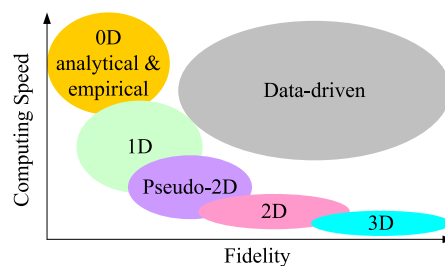 Computing Speed
0D
analytical &
empirical
Data-driven
1D
Pseudo-2D
2D
3D
Fidelity